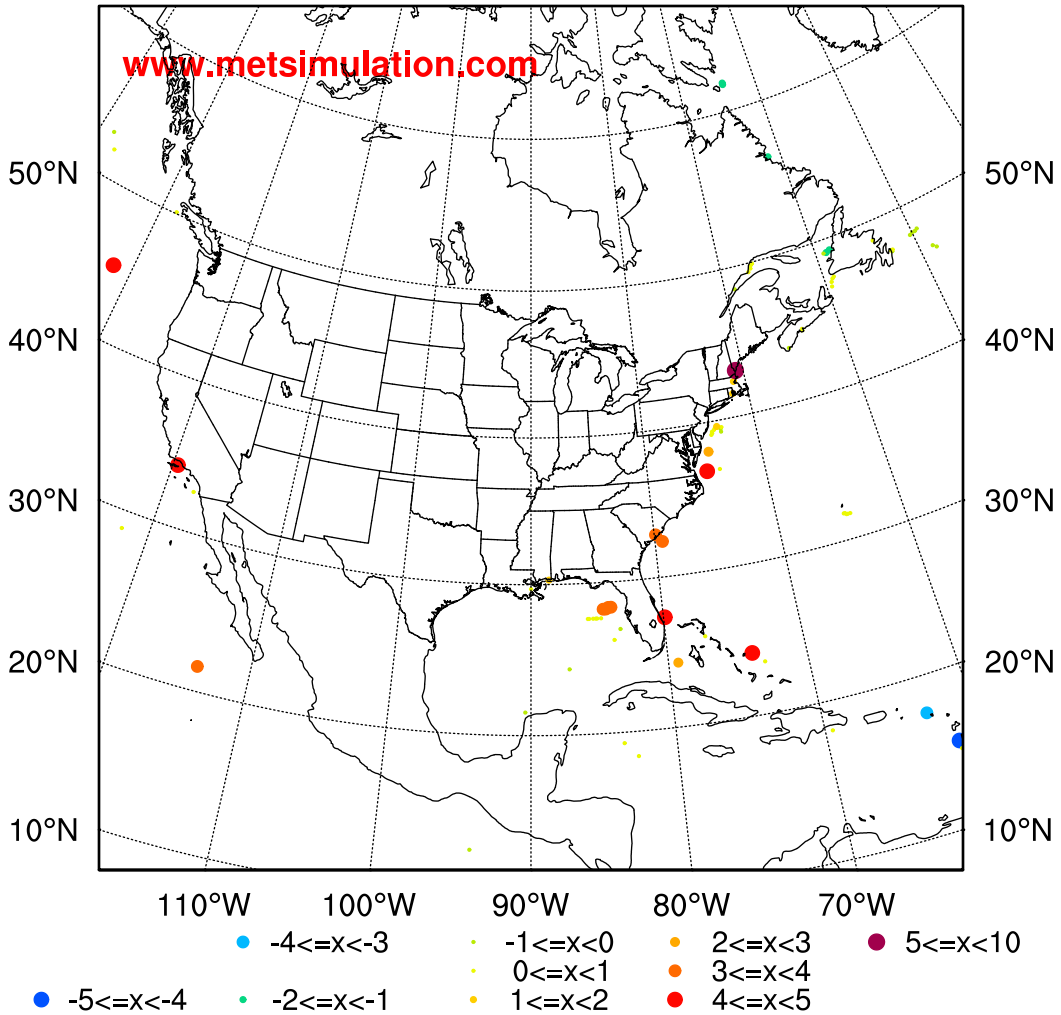 www.metsimulation.com
50°N 50°N
40°N 40°N
30°N 30°N
20°N 20°N
10°N 10°N
110°W 100°W 90°W 80°W 70°W
-4<=x<-3 -1<=x<0 2<=x<3 5<=x<10
0<=x<1 3<=x<4
-5<=x<-4 -2<=x<-1 1<=x<2 4<=x<5